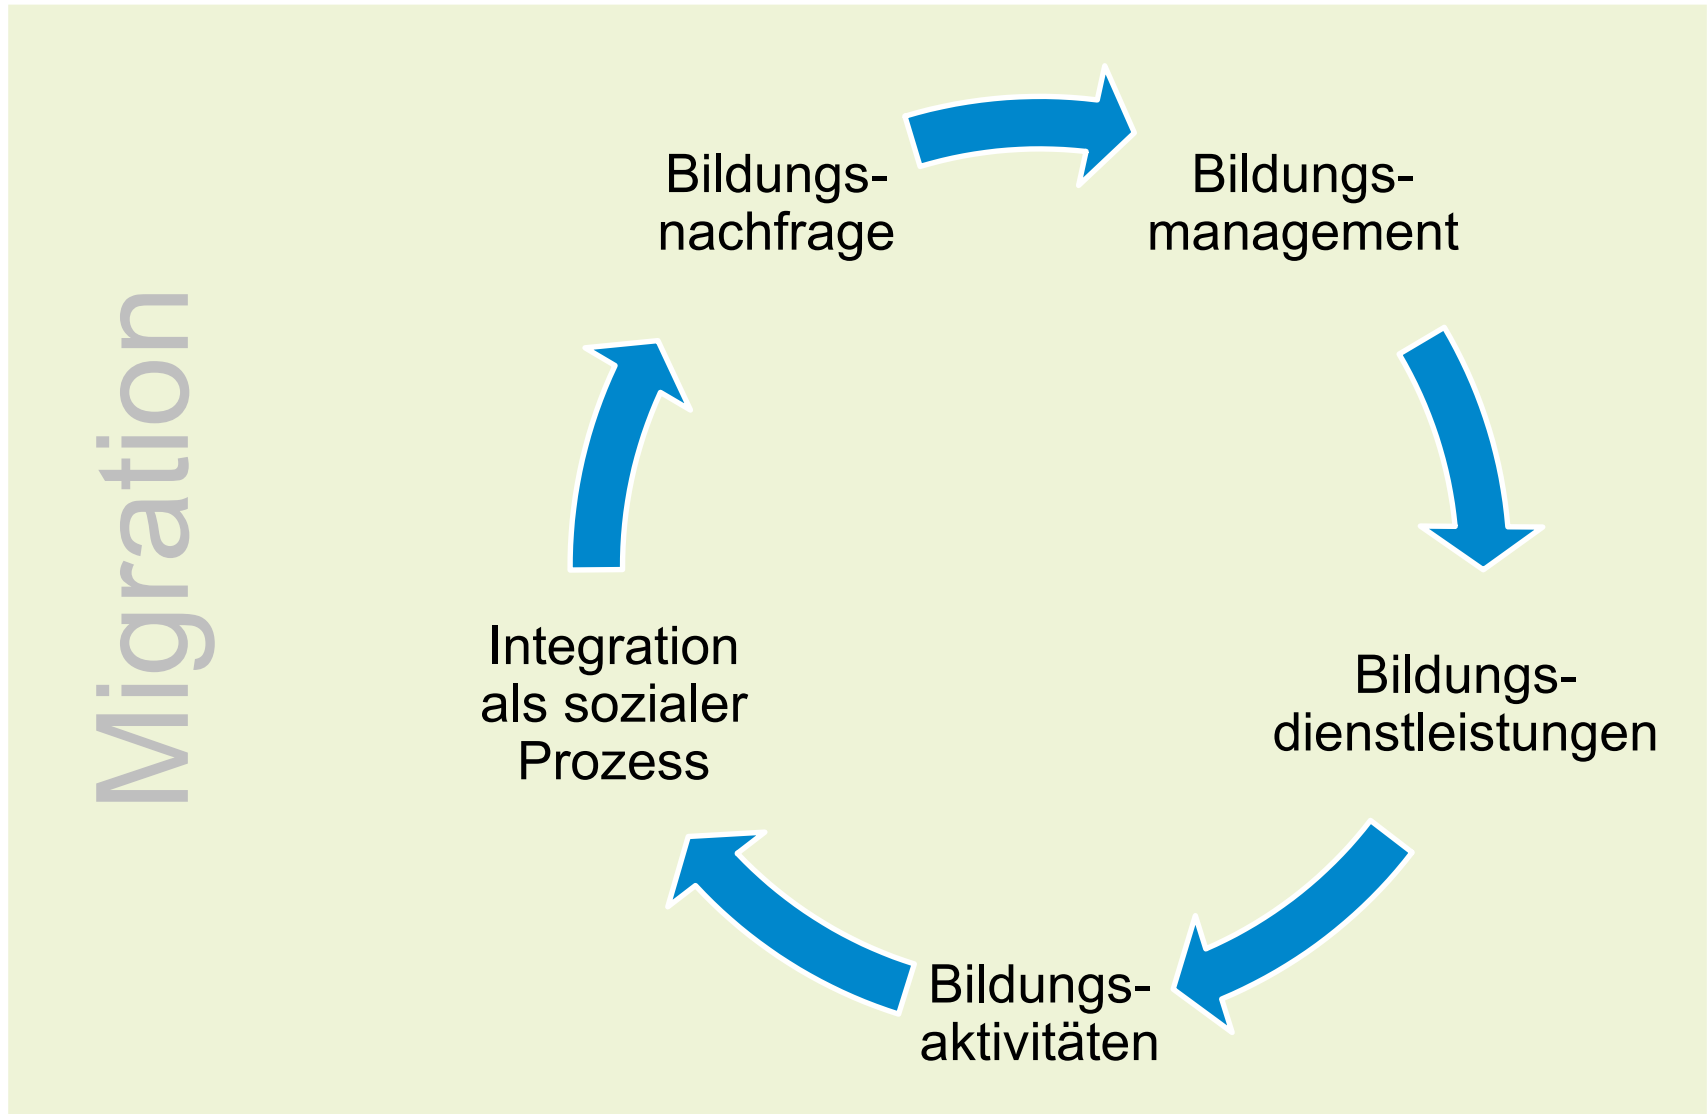 Migration
Bildungs-
nachfrage
Bildungs-
management
Bildungs-
dienstleistungen
Bildungs-
aktivitäten
Integration
als sozialer
Prozess